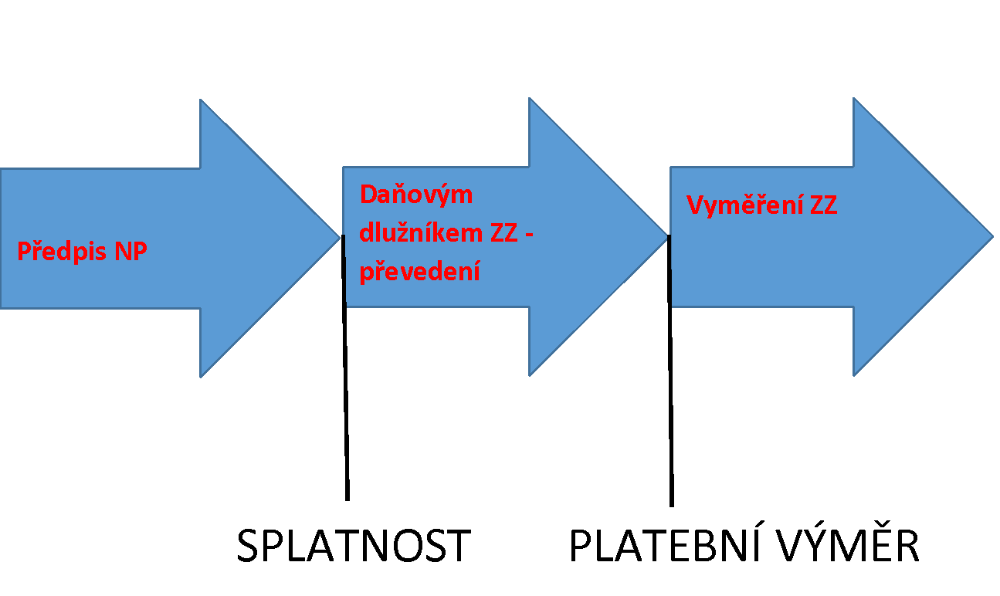 Předpis NP
Daňovým
dlužníkem ZZ -
převedení
Vyměření ZZ
SPLATNOST
PLATEBNÍ VÝMĚR